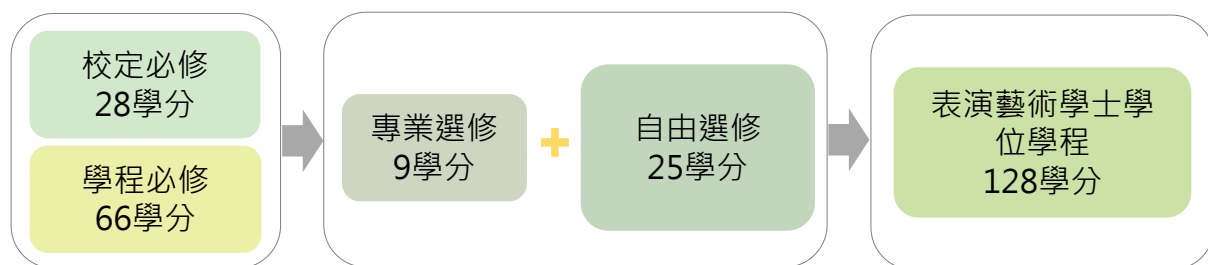 校定必修
28學分
學程必修
66學分
專業選修
9學分
自由選修
25學分
表演藝術學士學
位學程
128學分